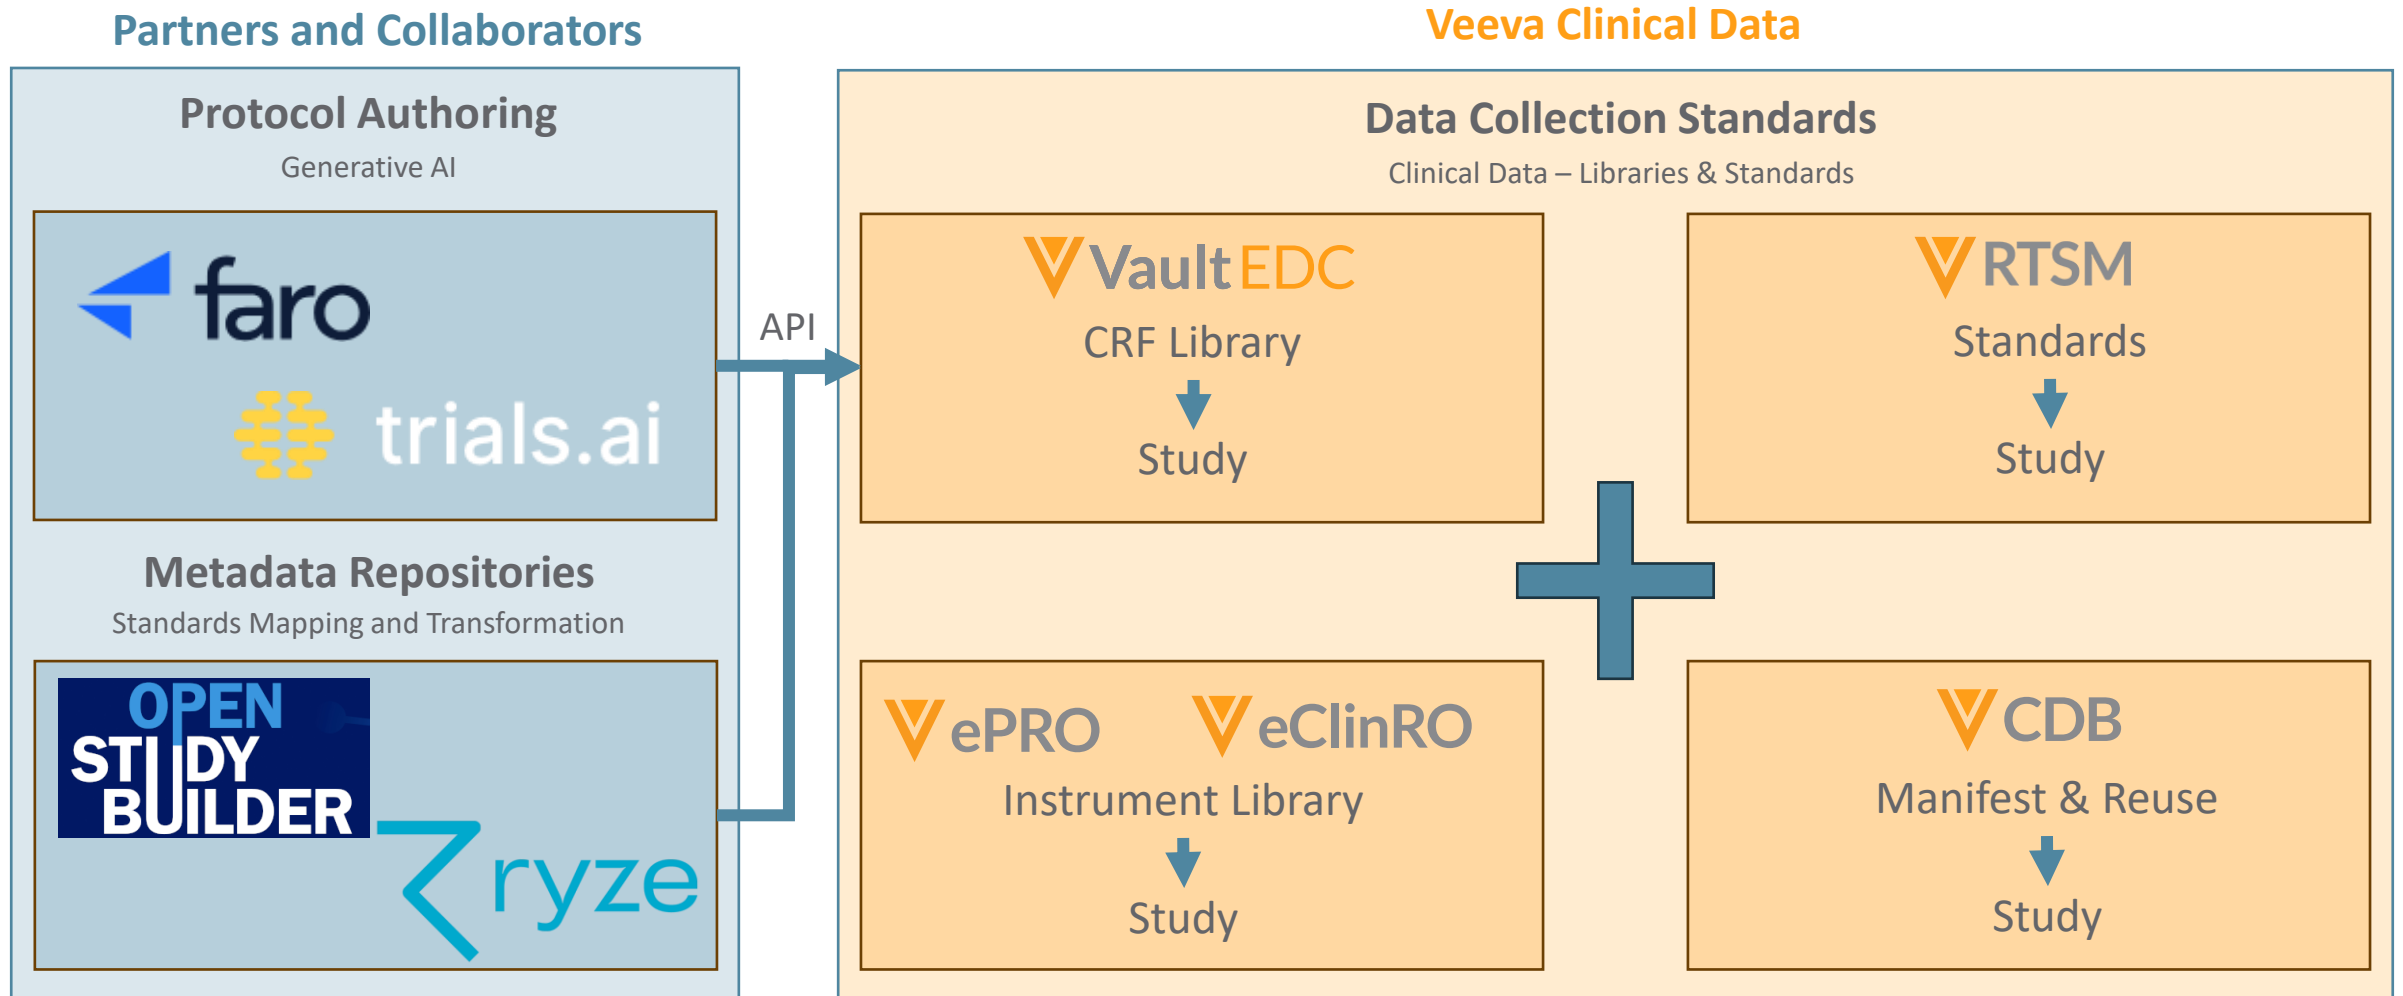 Partners and Collaborators
Protocol Authoring
Generative AI
faro
trials.ai
Metadata Repositories
Standards Mapping and Transformation
OPEN
STUDY
BUILDER
ryze
API
Veeva Clinical Data
Data Collection Standards
Clinical Data – Libraries & Standards
Vault EDC
CRF Library
Study
RTSM
Standards
Study
ePRO eClinRO
Instrument Library
Study
CDB
Manifest & Reuse
Study